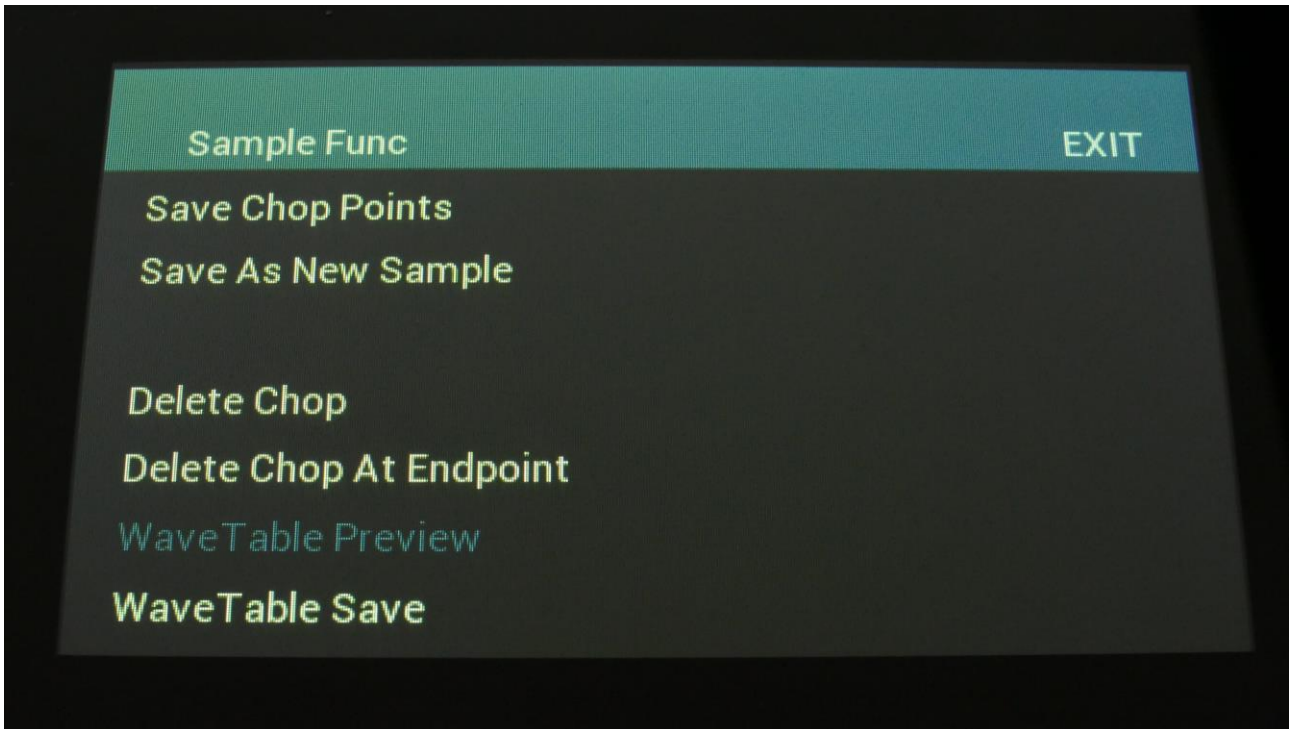 Sample Func EXIT
Save Chop Points
Save As New Sample
Delete Chop
Delete Chop At Endpoint
WaveTable Preview
WaveTable Save